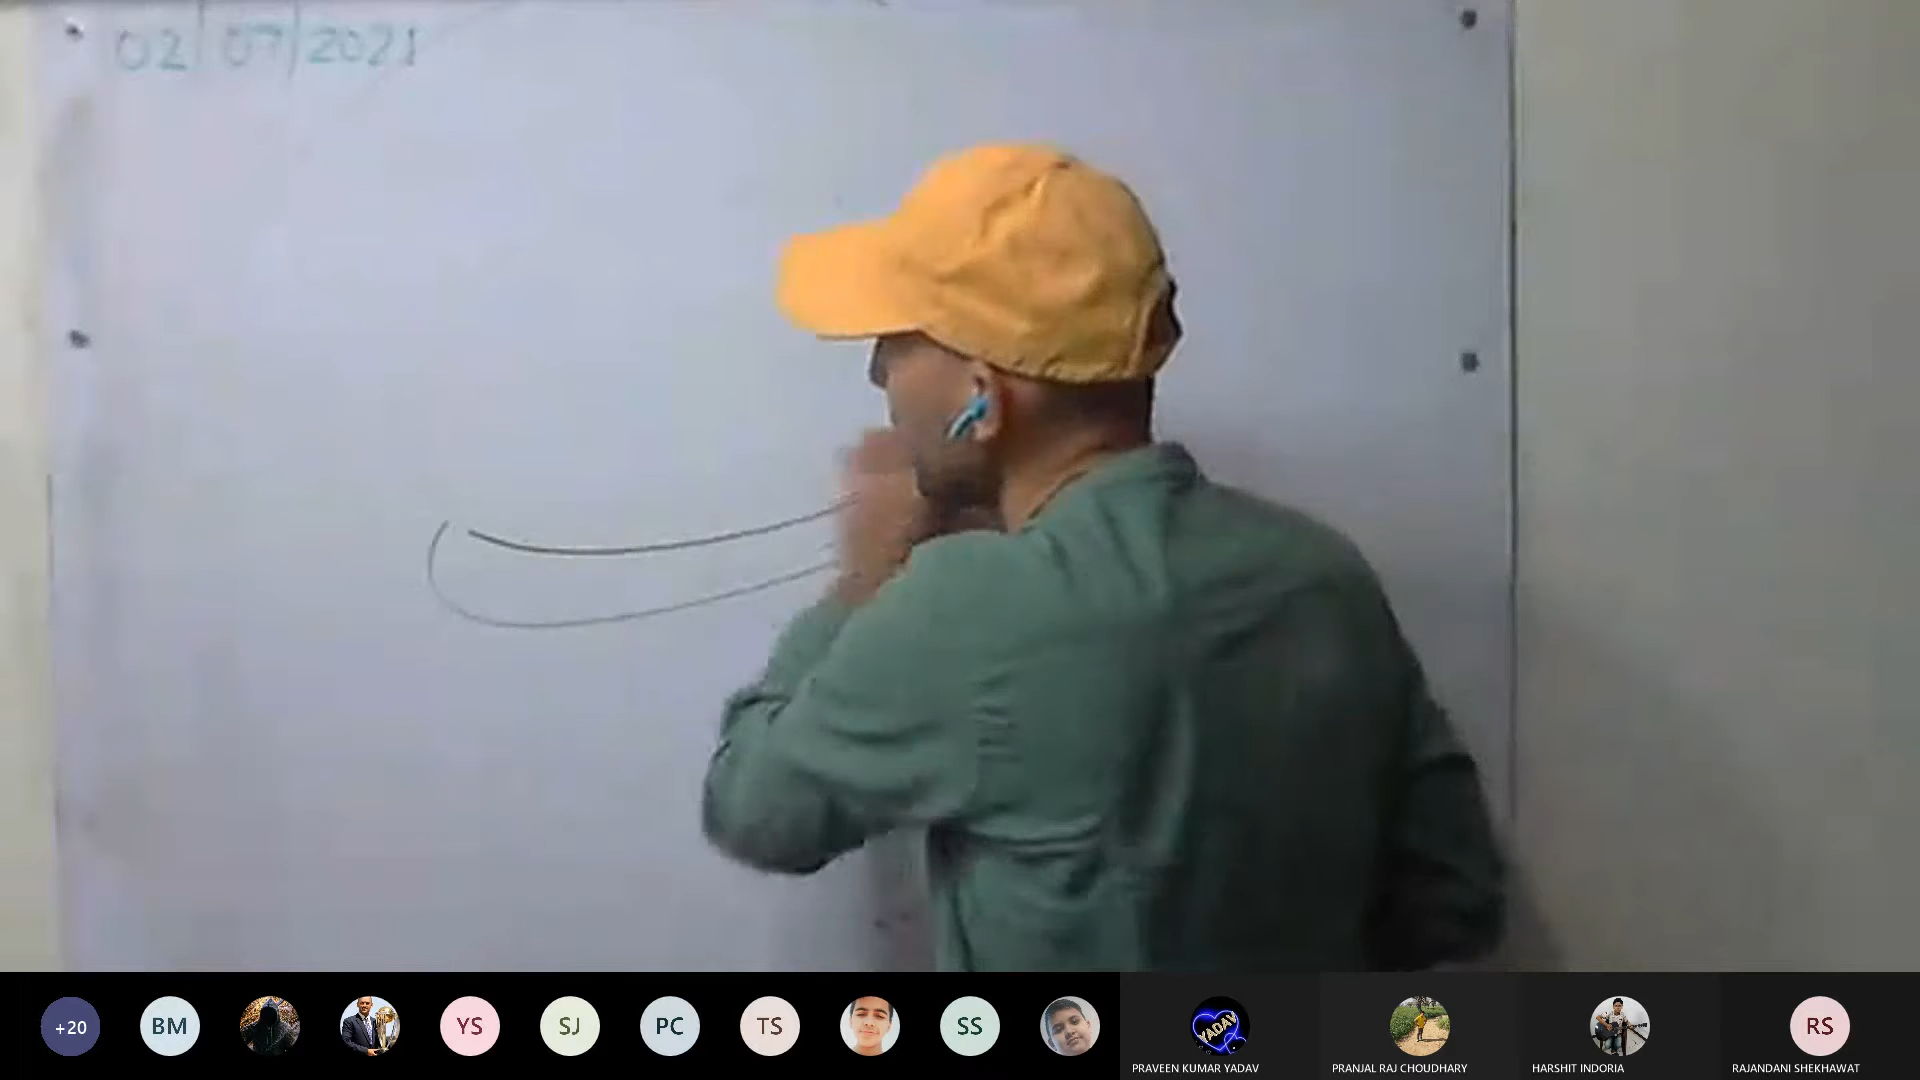 02/07/2021
+20
BM
YS
SJ
PC
TS
SS
YADAV
RS
PRAVEEN KUMAR YADAV
PRANJAL RAJ CHOUDHARY
HARSHIT INDORIA
RAJANDANI SHEKHAWAT